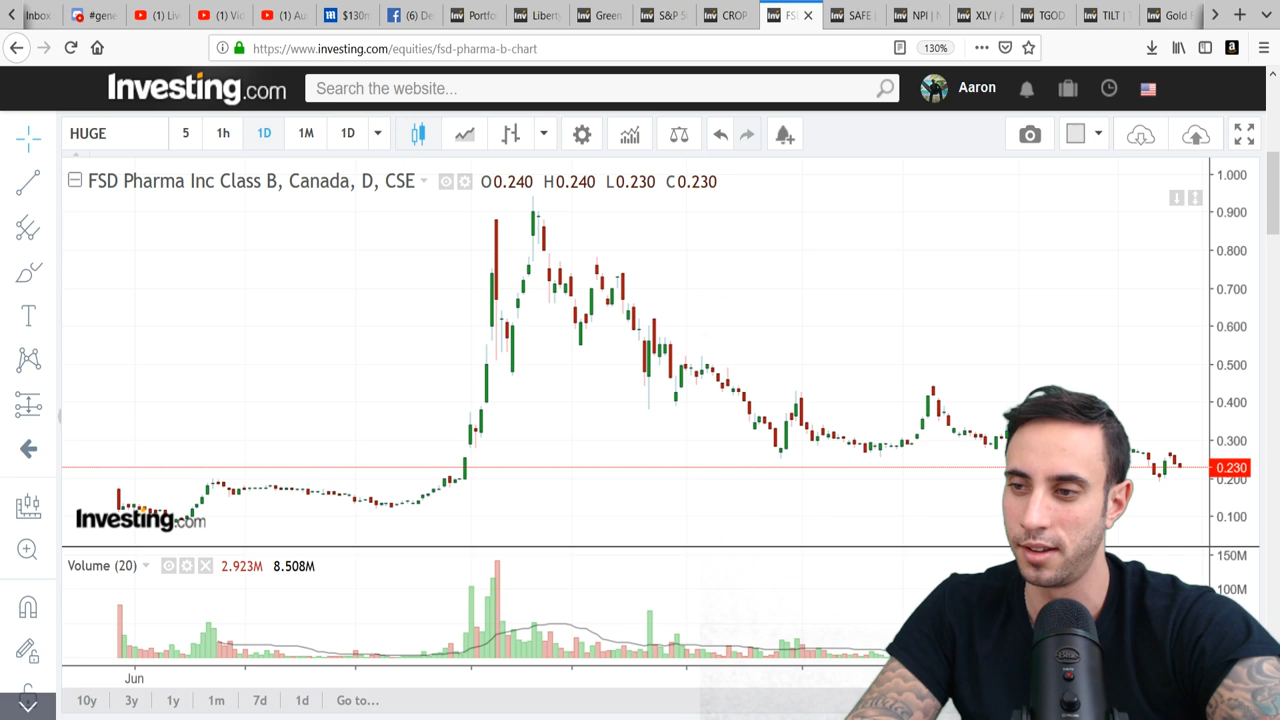 Inbox #gene (1) Liv (1) Vid (1) Au $130m (6) De Portfo Liberty Green S&P 5 CROP FS SAFE ( NPI | N XLY | A TGOD TILT | T Gold F
https://www.investing.com/equities/fsd-pharma-b-chart 130%
Investing.com Search the website... Aaron
HUGE 5 1h 1D 1M 1D
FSD Pharma Inc Class B, Canada, D, CSE O0.240 H0.240 L0.230 C0.230
1.000
0.900
0.800
0.700
0.600
0.500
0.400
0.300
0.230
0.200
0.100
Investing.com
Volume (20) 2.923M 8.508M
150M
100M
Jun
10y 3y 1y 1m 7d 1d Go to...